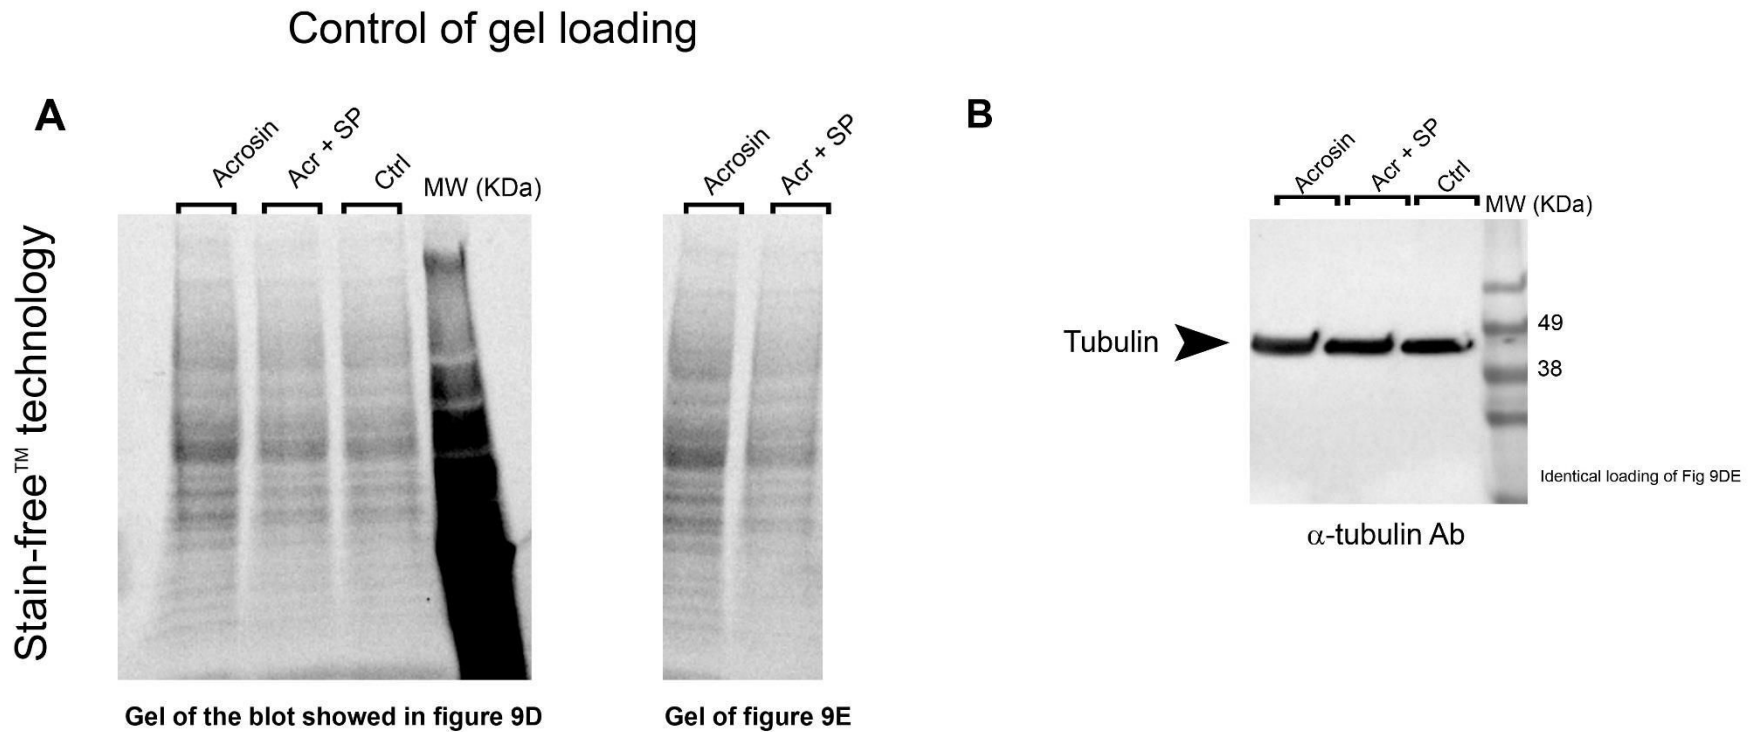 Control of gel loading
A
Acrosin
Acr + SP
Ctrl
MW (KDa)
Stain-free™ technology
Gel of the blot showed in figure 9D
Acrosin
Acr + SP
Gel of figure 9E
B
Acrosin
Acr + SP
Ctrl
MW (KDa)
Tubulin
49
38
Identical loading of Fig 9DE
α-tubulin Ab